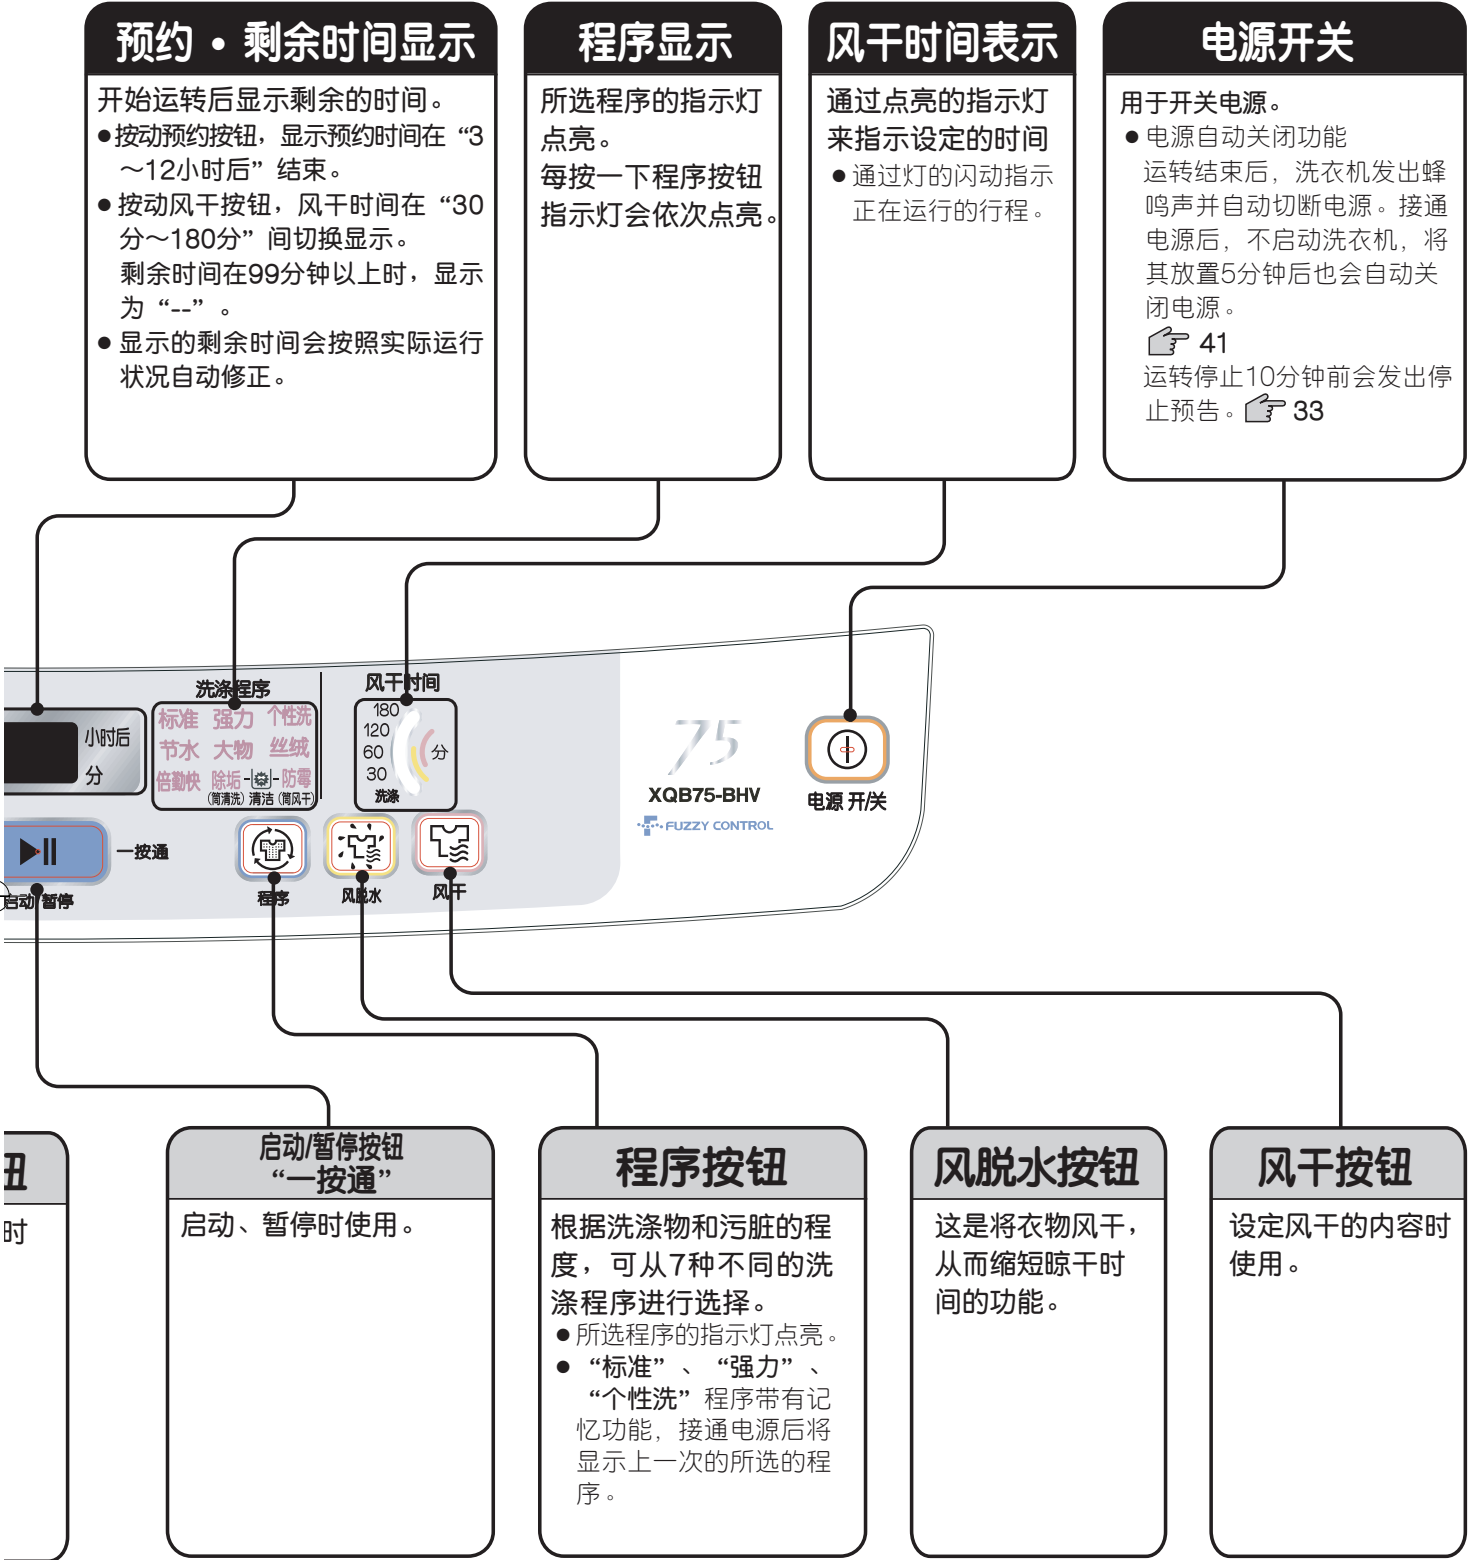 预约 • 剩余时间显示
开始运转后显示剩余的时间。
●按动预约按钮，显示预约时间在“3
～12小时后”结束。
●按动风干按钮，风干时间在“30
分～180分”间切换显示。
剩余时间在99分钟以上时，显示
为“--”。
●显示的剩余时间会按照实际运行
状况自动修正。
程序显示
所选程序的指示灯
点亮。
每按一下程序按钮
指示灯会依次点亮。
风干时间表示
通过点亮的指示灯
来指示设定的时间
●通过灯的闪动指示
正在运行的行程。
电源开关
用于开关电源。
●电源自动关闭功能
运转结束后，洗衣机发出蜂
鸣声并自动切断电源。接通
电源后，不启动洗衣机，将
其放置5分钟后也会自动关
闭电源。
41
运转停止10分钟前会发出停
止预告。 33
小时后
分
洗涤程序
标准 强力 个性洗
节水 大物 丝绒
倍勤快 除垢 - - 防霉
(筒清洗) 清洁 (筒风干)
风干时间
180
120
60 分
30
洗涤
75
XQB75-BHV
FUZZY CONTROL
电源 开/关
一按通
启动/暂停
程序
风脱水
风干
钮
时
启动/暂停按钮
“一按通”
启动、暂停时使用。
程序按钮
根据洗涤物和污脏的程
度，可从7种不同的洗
涤程序进行选择。
●所选程序的指示灯点亮。
●“标准”、“强力”、
“个性洗”程序带有记
忆功能，接通电源后将
显示上一次的所选的程
序。
风脱水按钮
这是将衣物风干，
从而缩短晾干时
间的功能。
风干按钮
设定风干的内容时
使用。